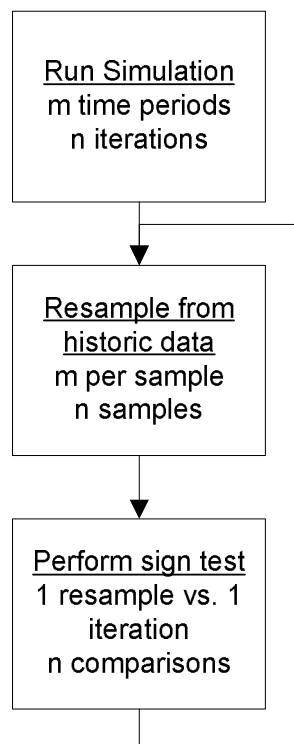 Run Simulation
m time periods
n iterations
Resample from
historic data
m per sample
n samples
Perform sign test
1 resample vs. 1
iteration
n comparisons